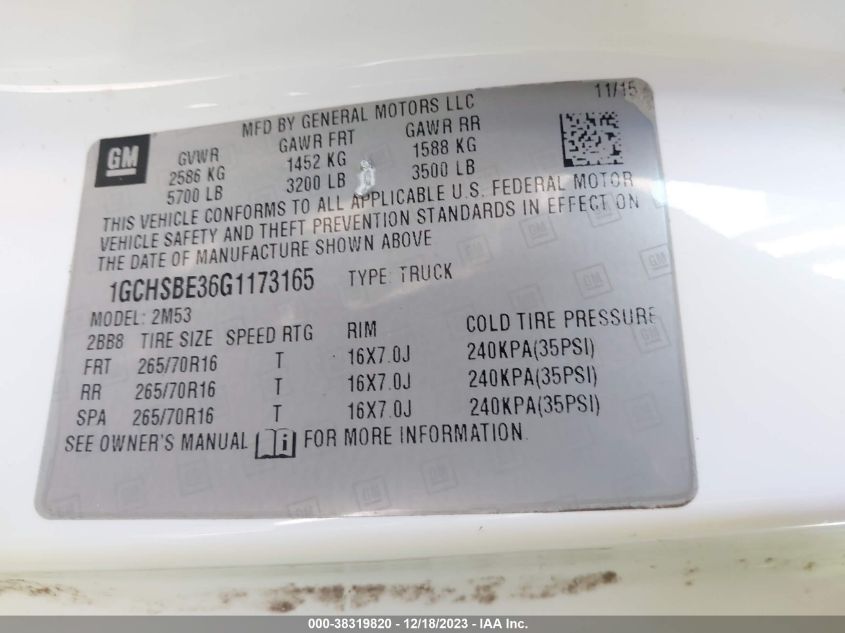 GM
MFD BY GENERAL MOTORS LLC
11/15
GVWR GAWR FRT GAWR RR
2586 KG 1452 KG 1588 KG
5700 LB 3200 LB 3500 LB
THIS VEHICLE CONFORMS TO ALL APPLICABLE U.S. FEDERAL MOTOR
VEHICLE SAFETY AND THEFT PREVENTION STANDARDS IN EFFECT ON
THE DATE OF MANUFACTURE SHOWN ABOVE
1GCHSBE36G1173165 TYPE: TRUCK
MODEL: 2M53
2BB8 TIRE SIZE SPEED RTG RIM COLD TIRE PRESSURE
FRT 265/70R16 T 16X7.0J 240KPA(35PSI)
RR 265/70R16 T 16X7.0J 240KPA(35PSI)
SPA 265/70R16 T 16X7.0J 240KPA(35PSI)
SEE OWNER'S MANUAL i FOR MORE INFORMATION.
000-38319820 - 12/18/2023 - IAA Inc.